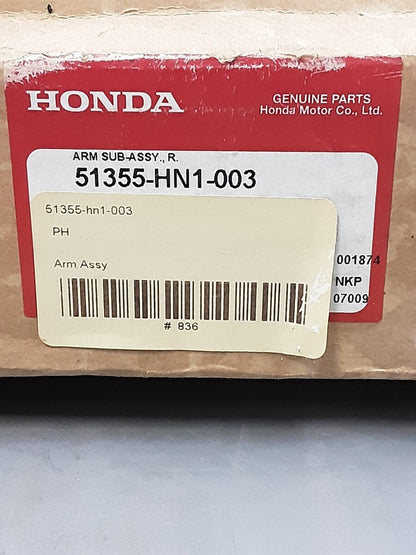 HONDA
GENUINE PARTS
Honda Motor Co., Ltd.
ARM SUB-ASSY., R.
51355-HN1-003
51355-hn1-003
PH
Arm Assy
# 836
001874
NKP
07009